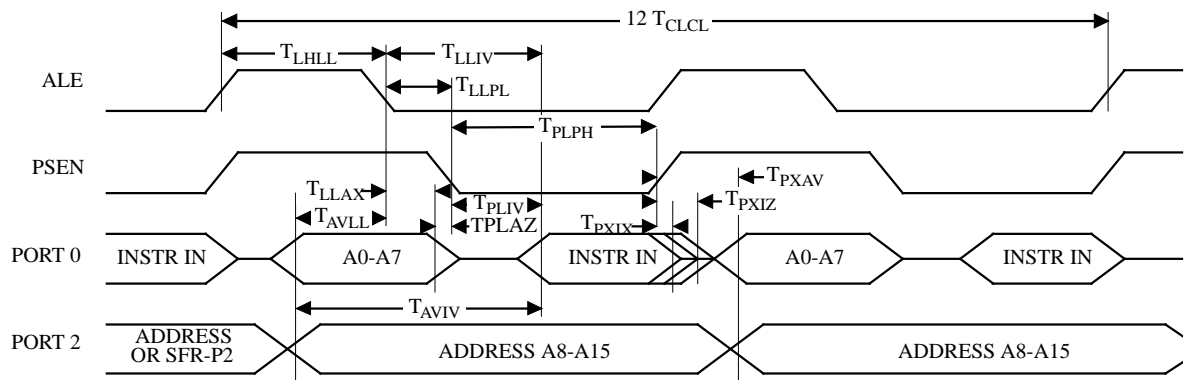 12 TCLCL
TLHLL
TLLIV
ALE
TLLPL
TPLPH
PSEN
TLLAX
TPXAV
TPLIV
TPXIZ
TAVLL
TPLAZ
TPXIX
PORT 0
INSTR IN
A0-A7
INSTR IN
A0-A7
INSTR IN
TAVIV
PORT 2
ADDRESS
OR SFR-P2
ADDRESS A8-A15
ADDRESS A8-A15